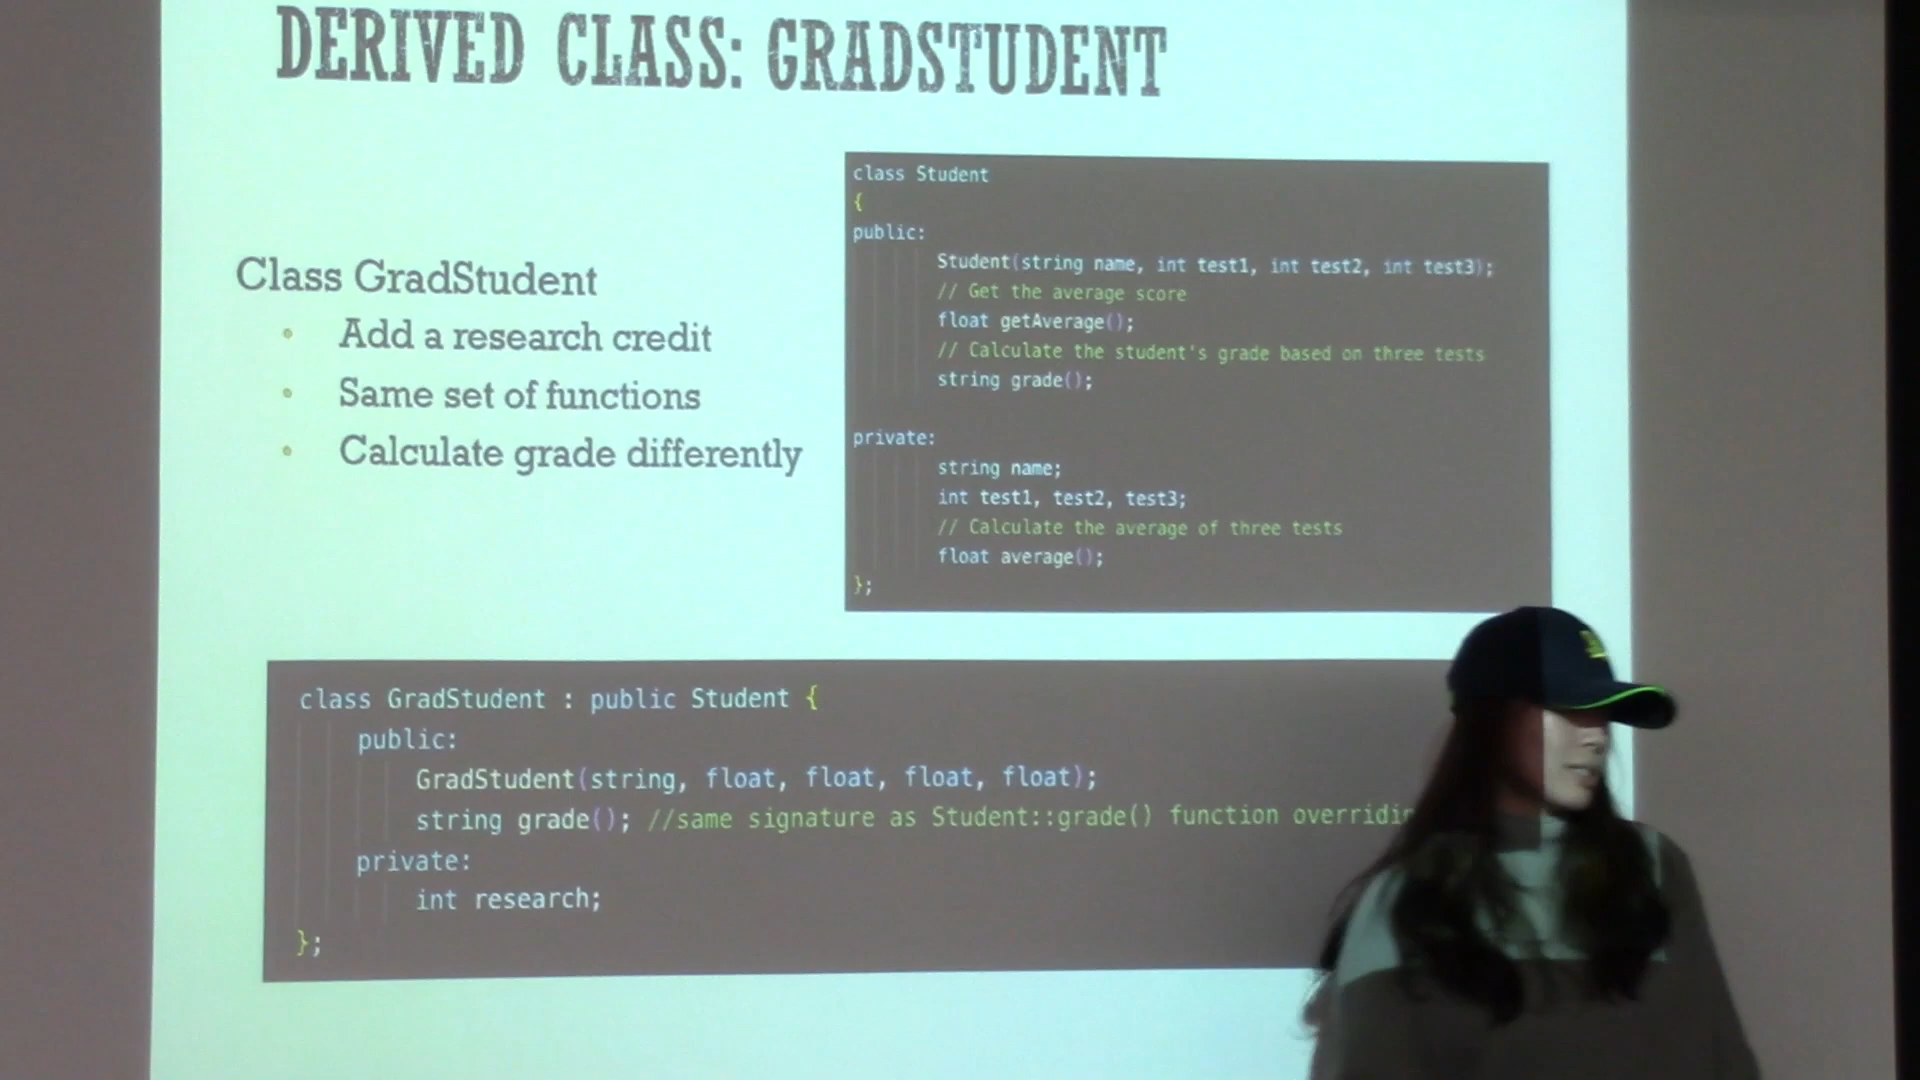 DERIVED CLASS: GRADSTUDENT
Class GradStudent
• Add a research credit
• Same set of functions
• Calculate grade differently
class Student
{
public:
Student(string name, int test1, int test2, int test3);
// Get the average score
float getAverage();
// Calculate the student's grade based on three tests
string grade();
private:
string name;
int test1, test2, test3;
// Calculate the average of three tests
float average();
};
class GradStudent : public Student {
public:
GradStudent(string, float, float, float, float);
string grade(); //same signature as Student::grade() function overridin
private:
int research;
};